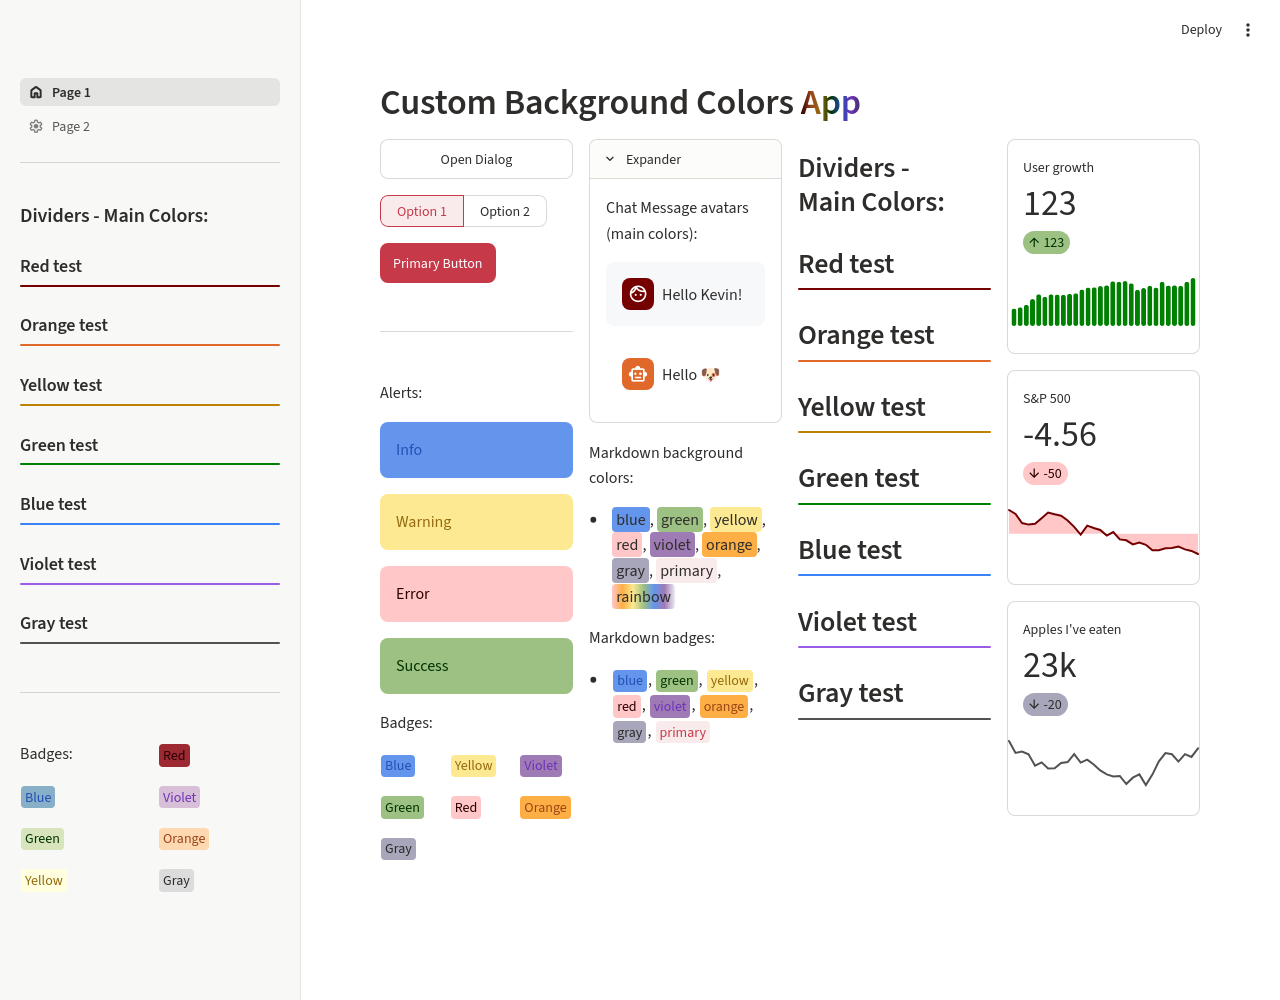 Deploy
Page 1
Page 2
Dividers - Main Colors:
Red test
Orange test
Yellow test
Green test
Blue test
Violet test
Gray test
Badges:
Red
Blue
Violet
Green
Orange
Yellow
Gray
Custom Background Colors App
Open Dialog
Option 1
Option 2
Primary Button
Alerts:
Info
Warning
Error
Success
Badges:
Blue
Yellow
Violet
Green
Red
Orange
Gray
Expander
Chat Message avatars
(main colors):
Hello Kevin!
Hello 🐶
Markdown background
colors:
• blue, green, yellow,
red, violet, orange,
gray, primary,
rainbow
Markdown badges:
• blue, green, yellow,
red, violet, orange,
gray, primary
Dividers -
Main Colors:
Red test
Orange test
Yellow test
Green test
Blue test
Violet test
Gray test
User growth
123
↑ 123
S&P 500
-4.56
↓ -50
Apples I've eaten
23k
↓ -20